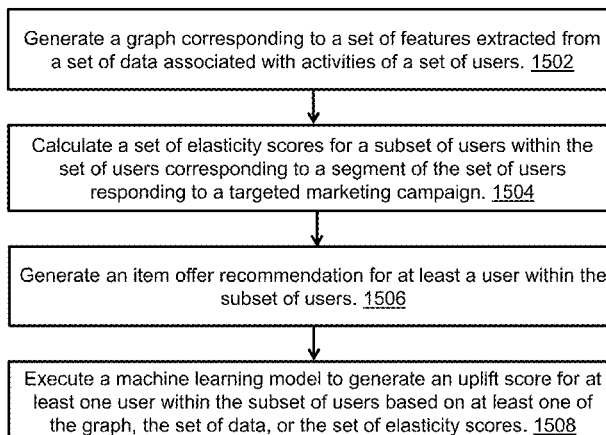 Generate a graph corresponding to a set of features extracted from
a set of data associated with activities of a set of users. 1502
Calculate a set of elasticity scores for a subset of users within the
set of users corresponding to a segment of the set of users
responding to a targeted marketing campaign. 1504
Generate an item offer recommendation for at least a user within the
subset of users. 1506
Execute a machine learning model to generate an uplift score for at
least one user within the subset of users based on at least one of
the graph, the set of data, or the set of elasticity scores. 1508